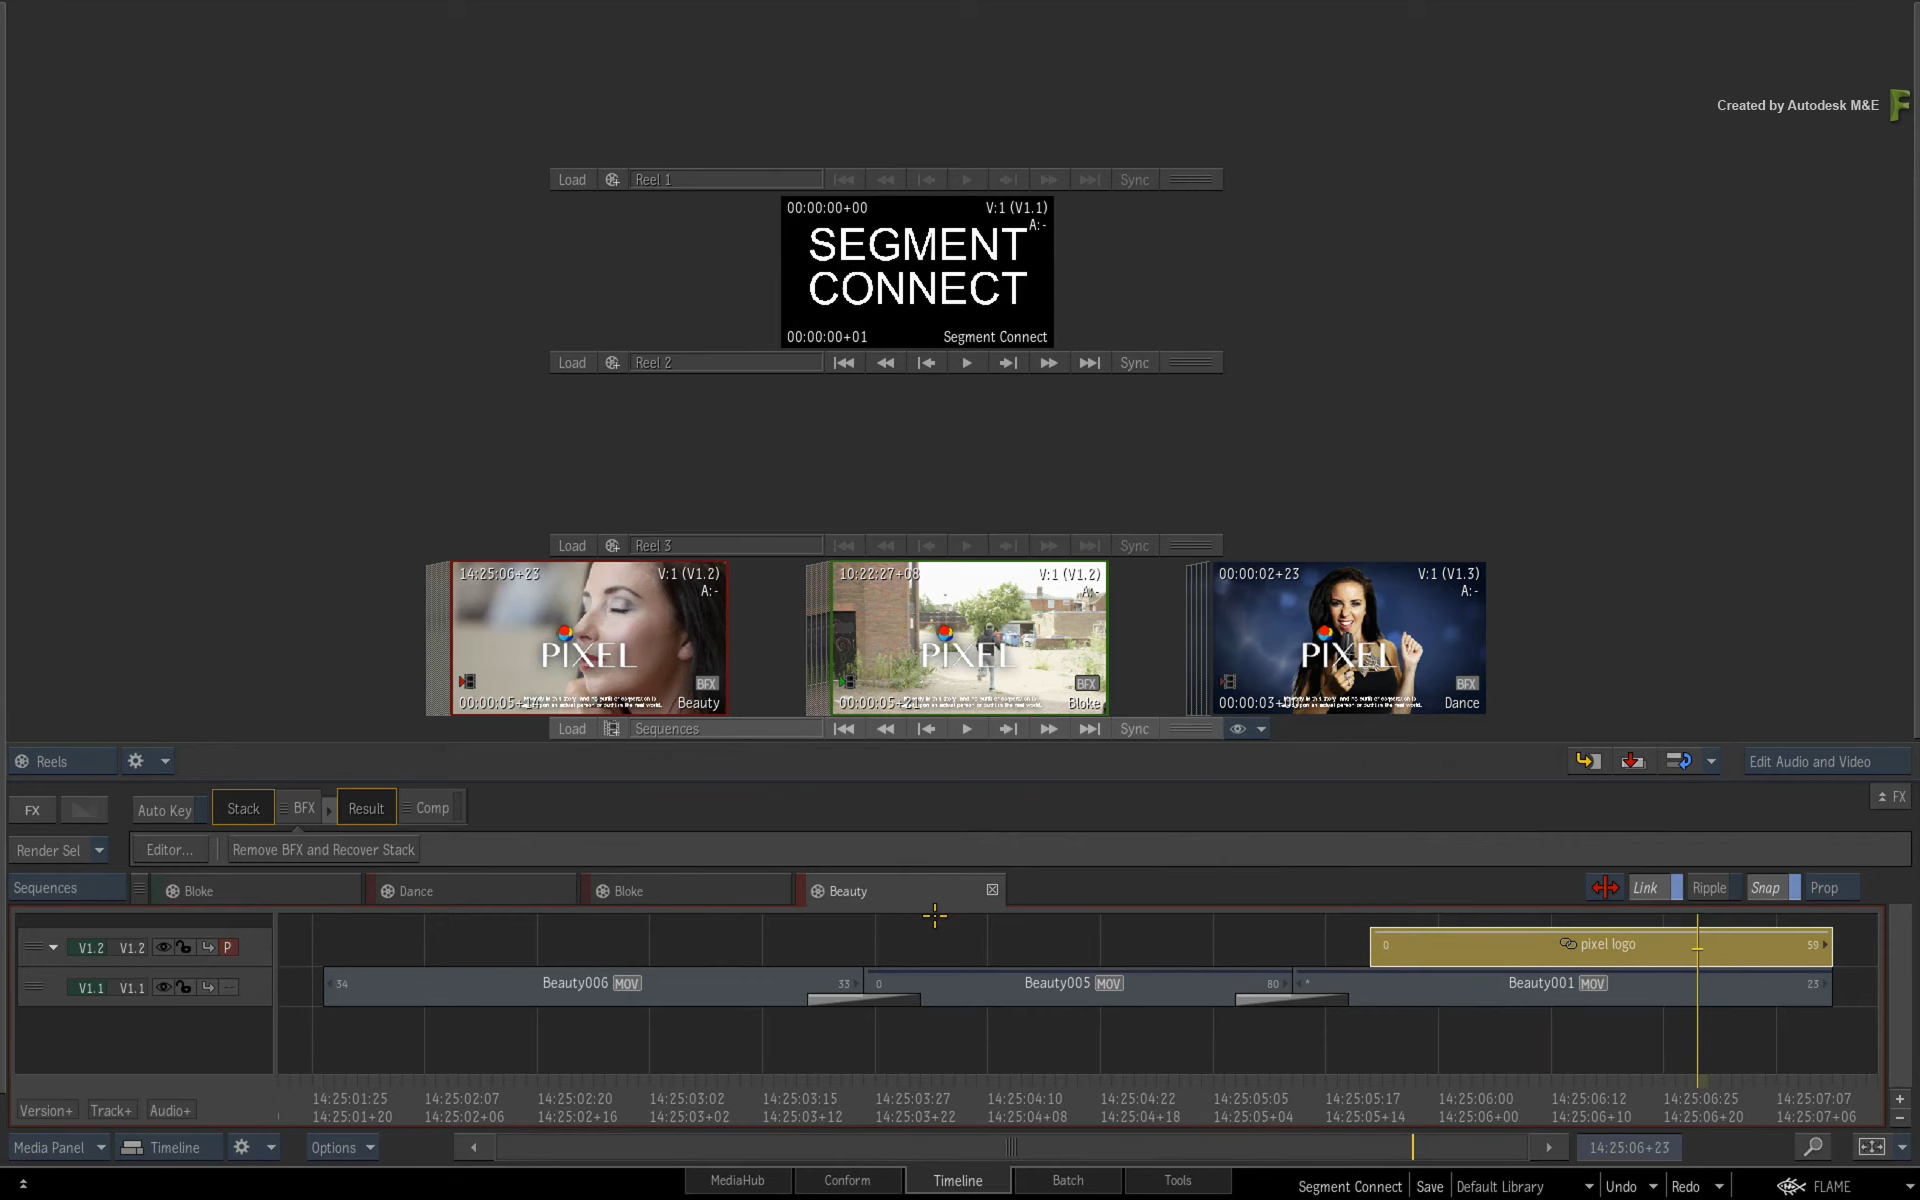 Created by Autodesk M&E
Load Reel 1 Sync
00:00:00+00 V:1 (V1.1)
A:-
SEGMENT
CONNECT
00:00:00+01 Segment Connect
Load Reel 2 Sync
Load Reel 3 Sync
14:25:06+23 V:1 (V1.2)
A:-
PIXEL
BFX
Beauty
10:22:27+08 V:1 (V1.2)
A:-
PIXEL
BFX
Bloke
00:00:02+23 V:1 (V1.3)
A:-
PIXEL
BFX
Dance
Load Sequences Sync
Reels Edit Audio and Video
FX Auto Key Stack BFX Result Comp FX
Render Sel Editor... Remove BFX and Recover Stack
Sequences Bloke Dance Bloke Beauty Link Ripple Snap Prop
V1.2 V1.2 P 0 pixel logo 59
V1.1 V1.1 -- 34 Beauty006 MOV 33 0 Beauty005 MOV 80 * Beauty001 MOV 23
14:25:01:25 14:25:02:07 14:25:02:20 14:25:03:02 14:25:03:15 14:25:03:27 14:25:04:10 14:25:04:22 14:25:05:05 14:25:05:17 14:25:06:00 14:25:06:12 14:25:06:25 14:25:07:07
Version+ Track+ Audio+ 14:25:01+20 14:25:02+06 14:25:02+16 14:25:03+02 14:25:03+12 14:25:03+22 14:25:04+08 14:25:04+18 14:25:05+04 14:25:05+14 14:25:06+00 14:25:06+10 14:25:06+20 14:25:07+06
Media Panel Timeline Options 14:25:06+23
MediaHub Conform Timeline Batch Tools Segment Connect Save Default Library Undo Redo FLAME